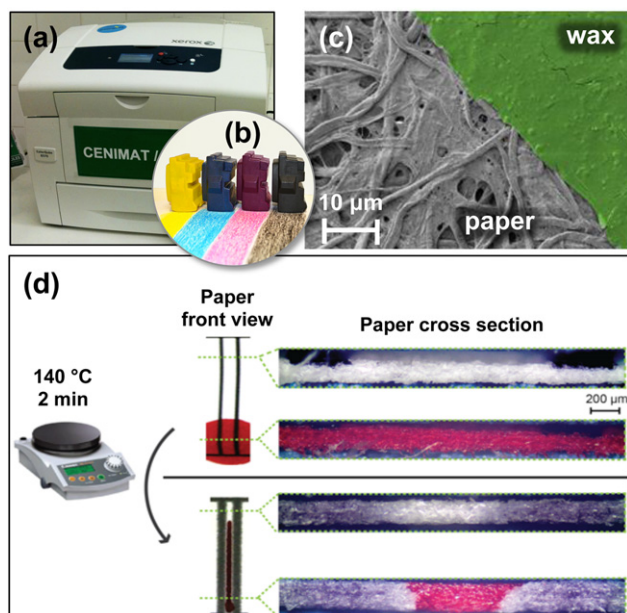 (a)
xerox
CENIMAT /
(b)
(c)
wax
10 µm
paper
(d)
Paper
front view
Paper cross section
140 °C
2 min
200 µm